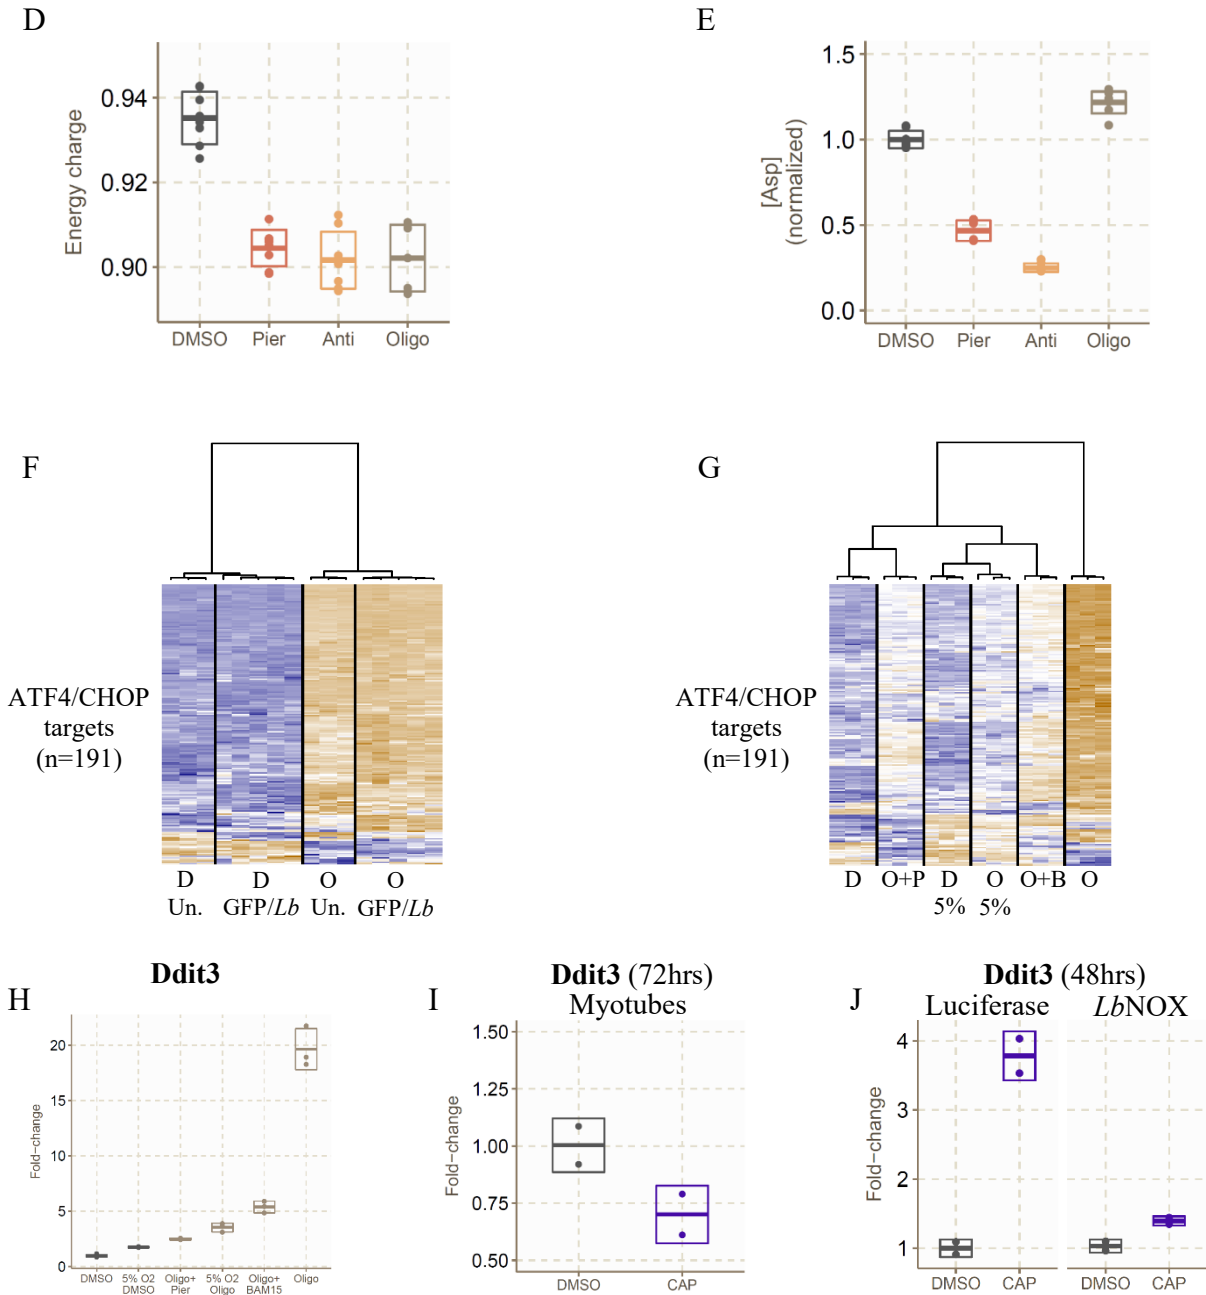 D
Energy charge
0.94
0.92
0.90
DMSO Pier Anti Oligo
E
[Asp]
(normalized)
1.5
1.0
0.5
0.0
DMSO Pier Anti Oligo
F
ATF4/CHOP
targets
(n=191)
D D O O
Un. GFP/Lb Un. GFP/Lb
G
ATF4/CHOP
targets
(n=191)
D O+P D O O+B O
5% 5%
H
Ddit3
Fold−change
20
15
10
5
0
DMSO 5% O2 Oligo+ 5% O2 Oligo+ Oligo
DMSO Pier Oligo BAM15
I
Ddit3 (72hrs)
Myotubes
Fold−change
1.50
1.25
1.00
0.75
0.50
DMSO CAP
J
Ddit3 (48hrs)
Luciferase LbNOX
Fold−change
4
3
2
1
DMSO CAP DMSO CAP